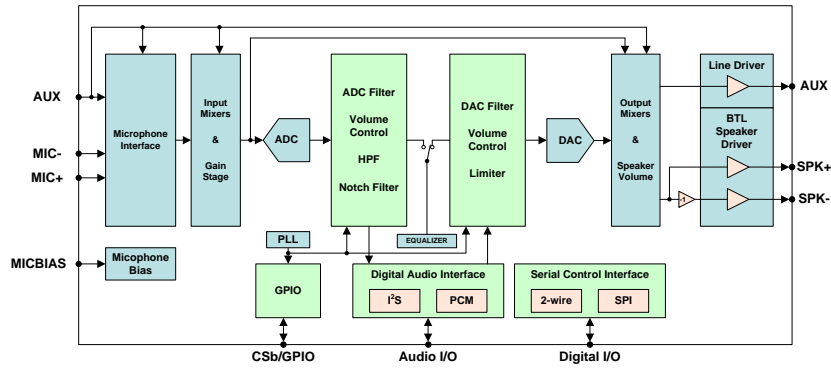 AUX
MIC-
MIC+
MICBIAS
Microphone
Interface
Micophone
Bias
Input
Mixers
&
Gain
Stage
ADC
ADC Filter
Volume
Control
HPF
Notch Filter
EQUALIZER
DAC Filter
Volume
Control
Limiter
DAC
Output
Mixers
&
Speaker
Volume
-1
Line Driver
BTL
Speaker
Driver
AUX
SPK+
SPK-
PLL
GPIO
Digital Audio Interface
I²S
PCM
Serial Control Interface
2-wire
SPI
CSb/GPIO
Audio I/O
Digital I/O